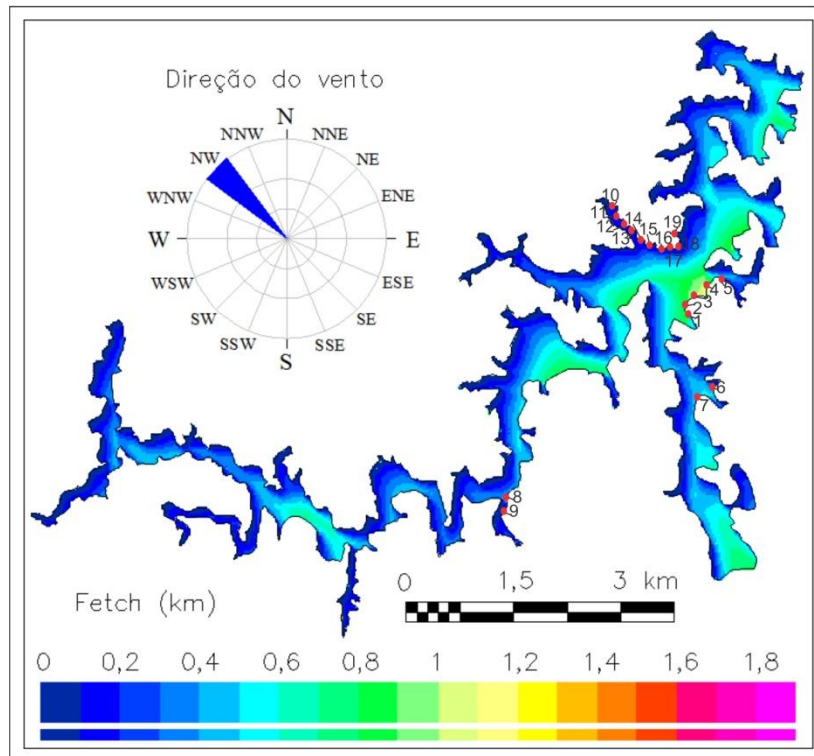 Direção do vento
N
NNW NNE
NW NE
WNW ENE
W E
WSW ESE
SW SE
SSW SSE
S
10
11 14 19
12 15
13 16 18
17
4 5
3
2
1
6
7
8
9
0 1,5 3 km
Fetch (km)
0 0,2 0,4 0,6 0,8 1 1,2 1,4 1,6 1,8